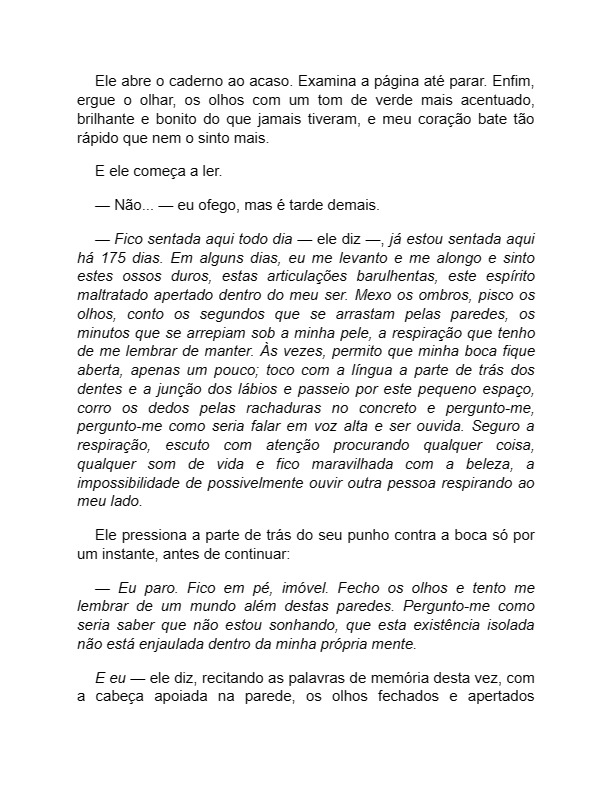 Ele abre o caderno ao acaso. Examina a página até parar. Enfim,
ergue o olhar, os olhos com um tom de verde mais acentuado,
brilhante e bonito do que jamais tiveram, e meu coração bate tão
rápido que nem o sinto mais.
E ele começa a ler.
— Não... — eu ofego, mas é tarde demais.
— Fico sentada aqui todo dia — ele diz —, já estou sentada aqui
há 175 dias. Em alguns dias, eu me levanto e me alongo e sinto
estes ossos duros, estas articulações barulhentas, este espírito
maltratado apertado dentro do meu ser. Mexo os ombros, pisco os
olhos, conto os segundos que se arrastam pelas paredes, os
minutos que se arrepiam sob a minha pele, a respiração que tenho
de me lembrar de manter. Às vezes, permito que minha boca fique
aberta, apenas um pouco; toco com a língua a parte de trás dos
dentes e a junção dos lábios e passeio por este pequeno espaço,
corro os dedos pelas rachaduras no concreto e pergunto-me,
pergunto-me como seria falar em voz alta e ser ouvida. Seguro a
respiração, escuto com atenção procurando qualquer coisa,
qualquer som de vida e fico maravilhada com a beleza, a
impossibilidade de possivelmente ouvir outra pessoa respirando ao
meu lado.
Ele pressiona a parte de trás do seu punho contra a boca só por
um instante, antes de continuar:
— Eu paro. Fico em pé, imóvel. Fecho os olhos e tento me
lembrar de um mundo além destas paredes. Pergunto-me como
seria saber que não estou sonhando, que esta existência isolada
não está enjaulada dentro da minha própria mente.
E eu — ele diz, recitando as palavras de memória desta vez, com
a cabeça apoiada na parede, os olhos fechados e apertados